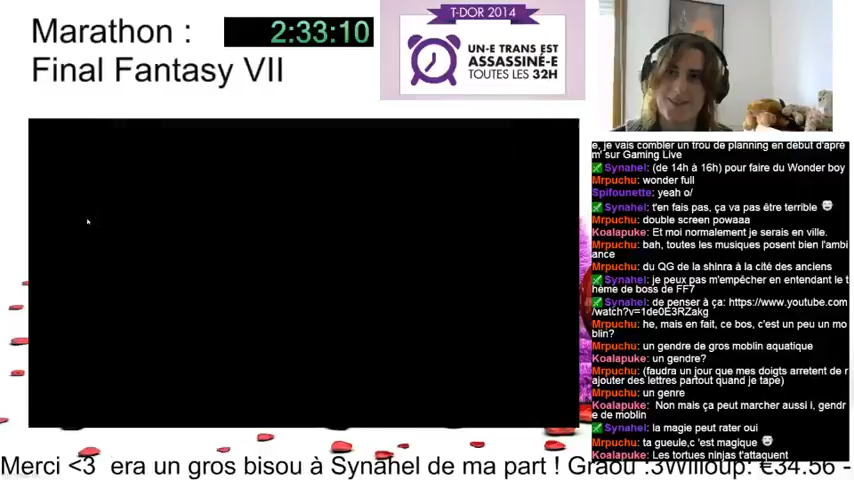 Marathon :
2:33:10
Final Fantasy VII
T-DOR 2014
UN·E TRANS EST
ASSASSINÉ·E
TOUTES LES 32H
e, je vais combler un trou de planning en début d'aprè
m' sur Gaming Live
Synahel: (de 14h à 16h) pour faire du Wonder boy
Mrpuchu: wonder full
Spifounette: yeah o/
Synahel: t'en fais pas, ça va pas être terrible
Mrpuchu: double screen powaaa
Koalapuke: Et moi normalement je serais en ville.
Mrpuchu: bah, toutes les musiques posent bien l'ambi
ance
Mrpuchu: du QG de la shinra à la cité des anciens
Synahel: je peux pas m'empêcher en entendant le t
hème de boss de FF7
Synahel: de penser à ça: https://www.youtube.com
/watch?v=1de0E3RZakg
Mrpuchu: he, mais en fait, ce bos, c'est un peu un mo
blin?
Mrpuchu: un gendre de gros moblin aquatique
Koalapuke: un gendre?
Mrpuchu: (faudra un jour que mes doigts arretent de r
ajouter des lettres partout quand je tape)
Mrpuchu: un genre
Koalapuke: Non mais ça peut marcher aussi i, gendr
e de moblin
Synahel: la magie peut rater oui
Mrpuchu: ta gueule,c 'est magique
Koalapuke: Les tortues ninjas t'attaquent
Merci <3 era un gros bisou à Synahel de ma part ! Graou :3Willoup: €34.56 -